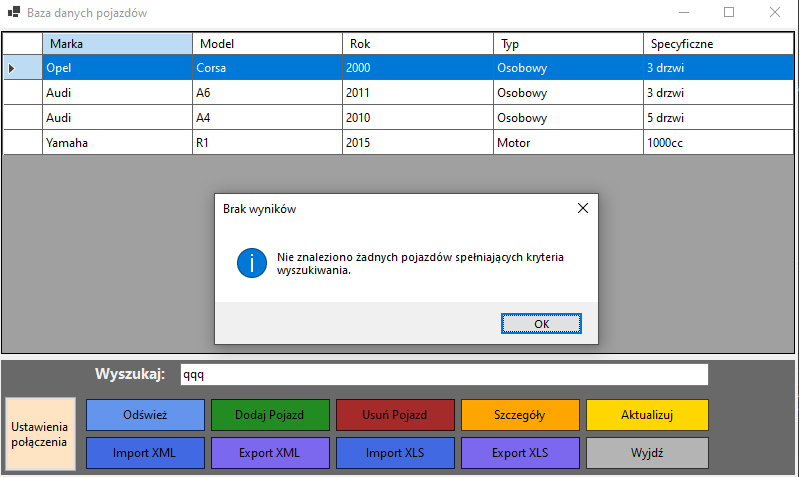 Baza danych pojazdów
Marka Model Rok Typ Specyficzne
Opel Corsa 2000 Osobowy 3 drzwi
Audi A6 2011 Osobowy 3 drzwi
Audi A4 2010 Osobowy 5 drzwi
Yamaha R1 2015 Motor 1000cc
Brak wyników
Nie znaleziono żadnych pojazdów spełniających kryteria
wyszukiwania.
OK
Wyszukaj: qqq
Ustawienia
połączenia
Odśwież Dodaj Pojazd Usuń Pojazd Szczegóły Aktualizuj
Import XML Export XML Import XLS Export XLS Wyjdź